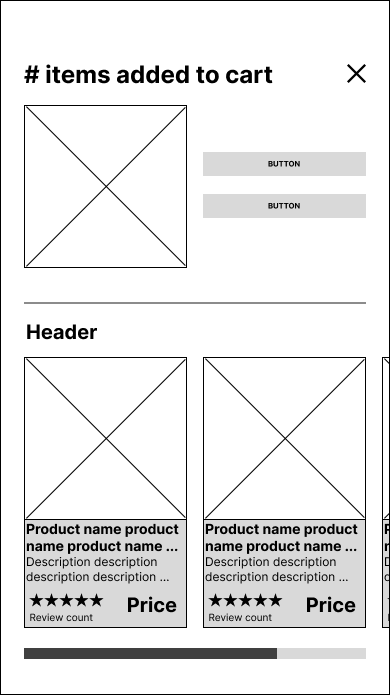 # items added to cart
BUTTON
BUTTON
Header
Product name product
name product name ...
Description description
description description ...
★★★★★
Price
Review count
Product name product
name product name ...
Description description
description description ...
★★★★★
Price
Review count